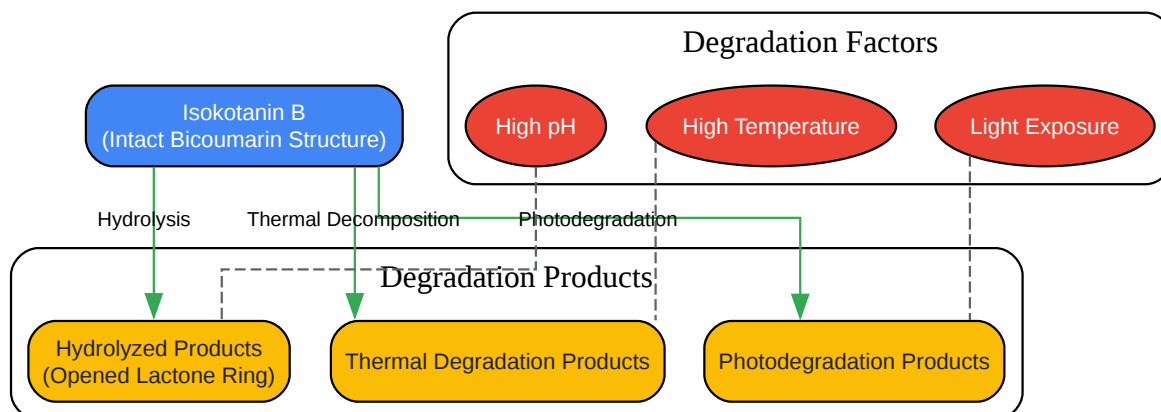 Degradation Factors
Isokotanin B
(Intact Bicoumarin Structure)
High pH
High Temperature
Light Exposure
Hydrolysis
Thermal Decomposition
Photodegradation
Degradation Products
Hydrolyzed Products
(Opened Lactone Ring)
Thermal Degradation Products
Photodegradation Products